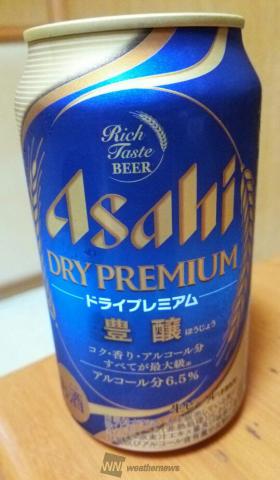 Rich
Taste
BEER
Asahi
DRY PREMIUM
ドライプレミアム
豊醸 ほうじょう
コク・香り・アルコール分
すべてが最大級※
アルコール分6.5%
酒
WN weathernews